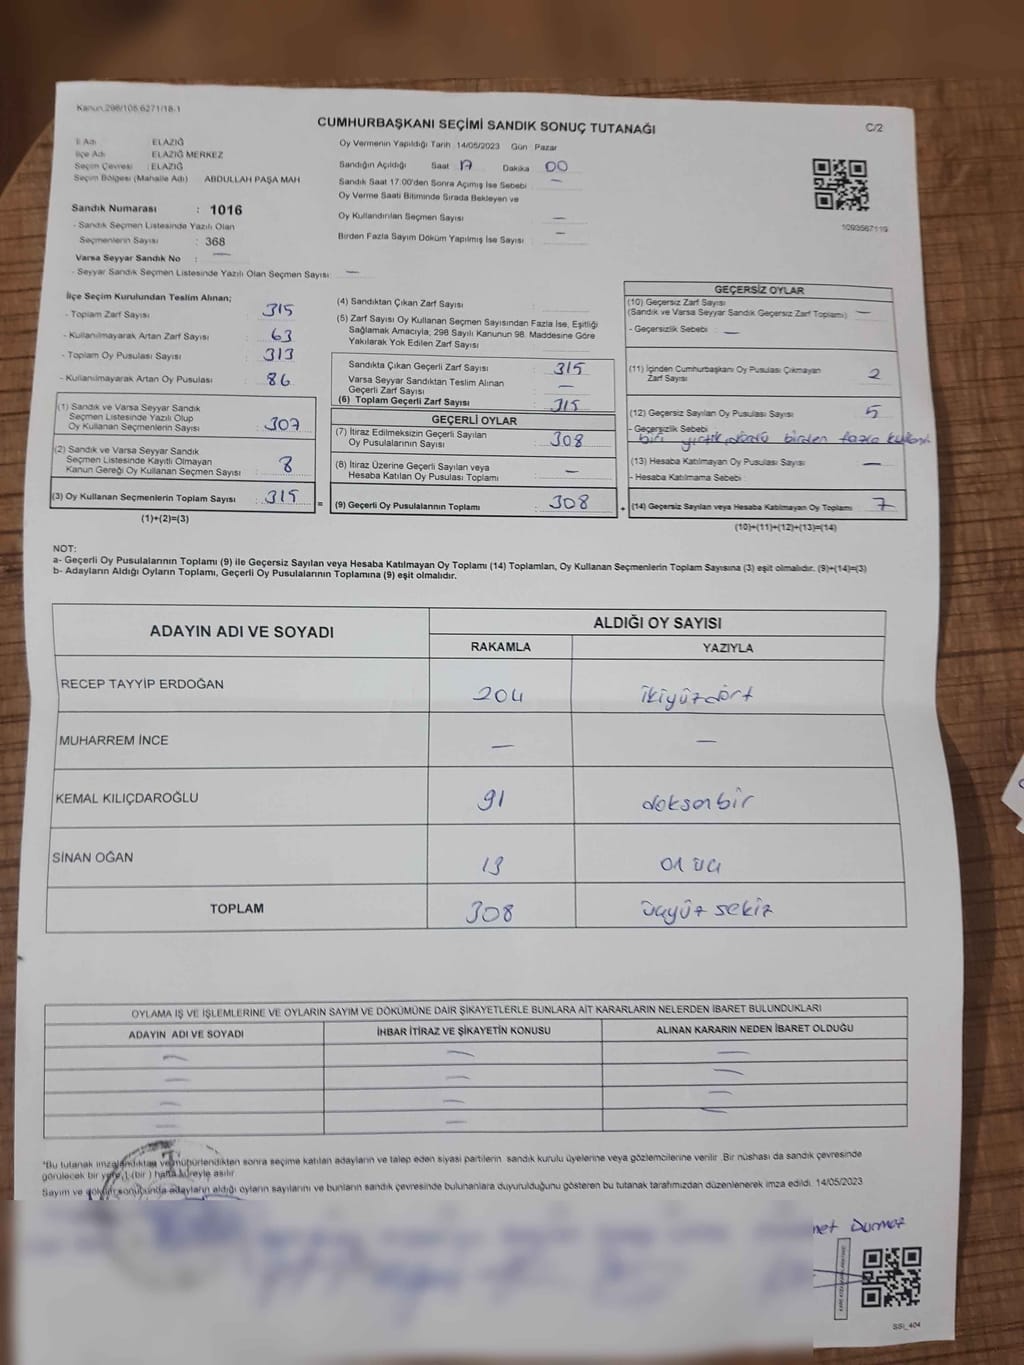 Kanun 298/105,6271/18-1
CUMHURBAŞKANI SEÇİMİ SANDIK SONUÇ TUTANAĞI
C/2
İl Adı ELAZIĞ
İlçe Adı ELAZIĞ MERKEZ
Seçim Çevresi : ELAZIĞ
Seçim Bölgesi (Mahalle Adı) ABDULLAH PAŞA MAH
Sandık Numarası : 1016
- Sandık Seçmen Listesinde Yazılı Olan
Seçmenlerin Sayısı : 368
Varsa Seyyar Sandık No : —
- Seyyar Sandık Seçmen Listesinde Yazılı Olan Seçmen Sayısı: —
Oy Vermenin Yapıldığı Tarih 14/05/2023 Gün Pazar
Sandığın Açıldığı Saat 17 Dakika 00
Sandık Saat 17:00'den Sonra Açımış İse Sebebi : —
Oy Verme Saati Bitiminde Sırada Bekleyen ve
Oy Kullandırılan Seçmen Sayısı : —
Birden Fazla Sayım Döküm Yapılmış İse Sayısı : —
1093567119
İlçe Seçim Kurulundan Teslim Alınan;
- Toplam Zarf Sayısı : 315
- Kullanılmayarak Artan Zarf Sayısı : 63
- Toplam Oy Pusulası Sayısı : 313
- Kullanılmayarak Artan Oy Pusulası : 86
(1) Sandık ve Varsa Seyyar Sandık
Seçmen Listesinde Yazılı Olup
Oy Kullanan Seçmenlerin Sayısı : 307
(2) Sandık ve Varsa Seyyar Sandık
Seçmen Listesinde Kayıtlı Olmayan
Kanun Gereği Oy Kullanan Seçmen Sayısı : 8
(3) Oy Kullanan Seçmenlerin Toplam Sayısı : 315 =
(1)+(2)=(3)
(4) Sandıktan Çıkan Zarf Sayısı :
(5) Zarf Sayısı Oy Kullanan Seçmen Sayısından Fazla İse, Eşitliği
Sağlamak Amacıyla, 298 Sayılı Kanunun 98. Maddesine Göre
Yakılarak Yok Edilen Zarf Sayısı :
Sandıkta Çıkan Geçerli Zarf Sayısı : 315
Varsa Seyyar Sandıktan Teslim Alınan
Geçerli Zarf Sayısı : —
(6) Toplam Geçerli Zarf Sayısı : 315
GEÇERLİ OYLAR
(7) İtiraz Edilmeksizin Geçerli Sayılan
Oy Pusulalarının Sayısı : 308
(8) İtiraz Üzerine Geçerli Sayılan veya
Hesaba Katılan Oy Pusulası Toplamı : —
(9) Geçerli Oy Pusulalarının Toplamı : 308 +
GEÇERSİZ OYLAR
(10) Geçersiz Zarf Sayısı
(Sandık ve Varsa Seyyar Sandık Geçersiz Zarf Toplamı) : —
- Geçersizlik Sebebi : —
(11) İçinden Cumhurbaşkanı Oy Pusulası Çıkmayan
Zarf Sayısı : 2
(12) Geçersiz Sayılan Oy Pusulası Sayısı : 5
- Geçersizlik Sebebi
biri yırtık, dördü birden fazla
(13) Hesaba Katılmayan Oy Pusulası Sayısı : —
- Hesaba Katılmama Sebebi :
(14) Geçersiz Sayılan veya Hesaba Katılmayan Oy Toplamı 7
(10)+(11)+(12)+(13)=(14)
NOT:
a- Geçerli Oy Pusulalarının Toplamı (9) ile Geçersiz Sayılan veya Hesaba Katılmayan Oy Toplamı (14) Toplamları, Oy Kullanan Seçmenlerin Toplam Sayısına (3) eşit olmalıdır. (9)+(14)=(3)
b- Adayların Aldığı Oyların Toplamı, Geçerli Oy Pusulalarının Toplamına (9) eşit olmalıdır.
ADAYIN ADI VE SOYADI
ALDIĞI OY SAYISI
RAKAMLA YAZIYLA
RECEP TAYYİP ERDOĞAN 204 ikiyüzdört
MUHARREM İNCE — —
KEMAL KILIÇDAROĞLU 91 doksanbir
SİNAN OĞAN 13 onüç
TOPLAM 308 üçyüz sekiz
OYLAMA İŞ VE İŞLEMLERİNE VE OYLARIN SAYIM VE DÖKÜMÜNE DAİR ŞİKAYETLERLE BUNLARA AİT KARARLARIN NELERDEN İBARET BULUNDUKLARI
ADAYIN ADI VE SOYADI İHBAR İTİRAZ VE ŞİKAYETİN KONUSU ALINAN KARARIN NEDEN İBARET OLDUĞU
— — —
— — —
— — —
— — —
*Bu tutanak imzalandıktan ve mühürlendikten sonra seçime katılan adayların ve talep eden siyasi partilerin sandık kurulu üyelerine veya gözlemcilerine verilir. Bir nüshası da sandık çevresinde
görülecek bir yere, 1 (bir ) hafta süreyle asılır.
Sayım ve döküm sonucunda adayların aldığı oyların sayılarını ve bunların sandık çevresinde bulunanlara duyurulduğunu gösteren bu tutanak tarafımızdan düzenlenerek imza edildi. 14/05/2023
met Durmaz
SSI_404